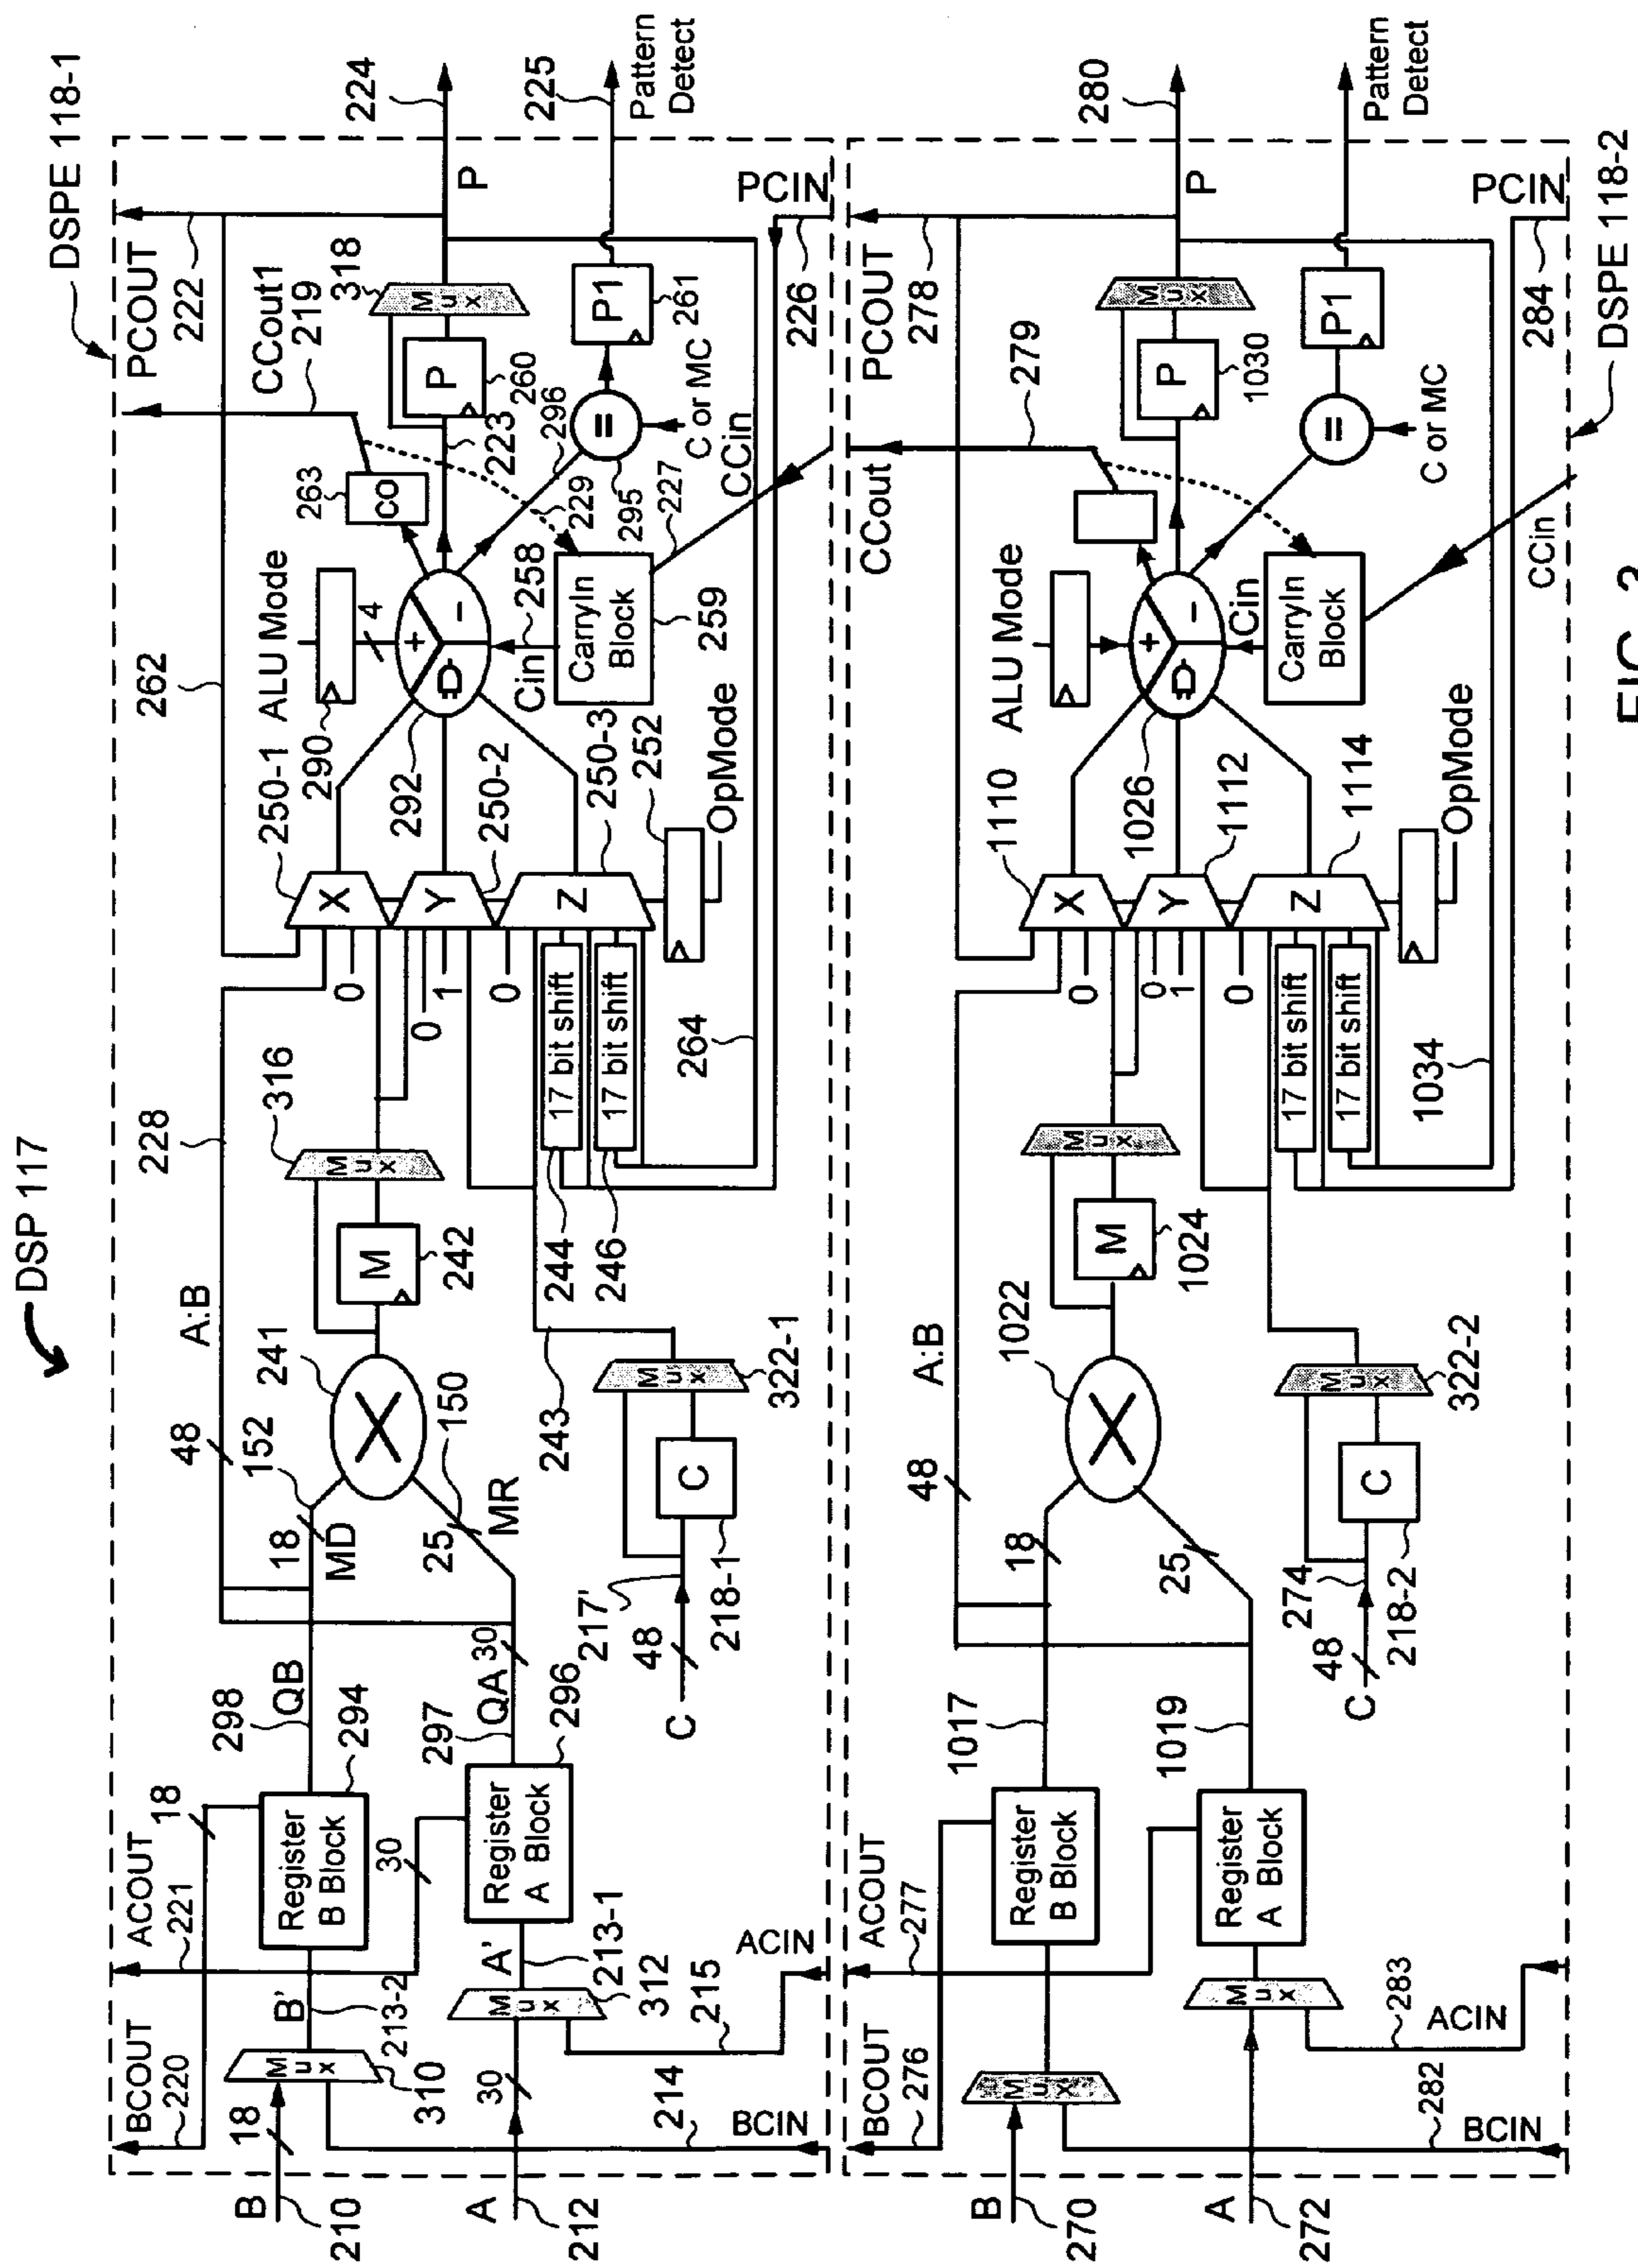 DSP 117
DSPE 118-1
BCOUT
220
ACOUT
221
18
30
B
210
18
Mux
310
B'
213-2
Register
B Block
294
298
QB
A
212
30
Mux
312
A'
213-1
Register
A Block
296
297
QA
30
214
BCIN
215
ACIN
18
MD
152
25
MR
150
241
48
A:B
228
C
48
217'
C
218-1
Mux
322-1
243
M
242
Mux
316
0
0
1
0
17 bit shift
17 bit shift
244
246
264
X
Y
Z
250-1
250-2
250-3
252
OpMode
262
290
ALU Mode
4
292
+
−
Cin
258
CarryIn
Block
259
CO
263
CCout1
219
PCOUT
222
P
260
223
296
229
295
227
=
C or MC
CCin
Mux
318
P1
261
226
PCIN
P
224
225
Pattern
Detect
DSPE 118-2
BCOUT
276
ACOUT
277
B
270
Mux
Register
B Block
1017
A
272
Mux
Register
A Block
1019
282
BCIN
283
ACIN
18
25
1022
48
A:B
C
48
274
C
218-2
Mux
322-2
M
1024
Mux
0
0
1
0
17 bit shift
17 bit shift
1034
X
Y
Z
1110
1112
1114
OpMode
ALU Mode
1026
+
−
Cin
CarryIn
Block
CCout
279
PCOUT
278
P
1030
=
C or MC
CCin
Mux
P1
284
PCIN
P
280
Pattern
Detect